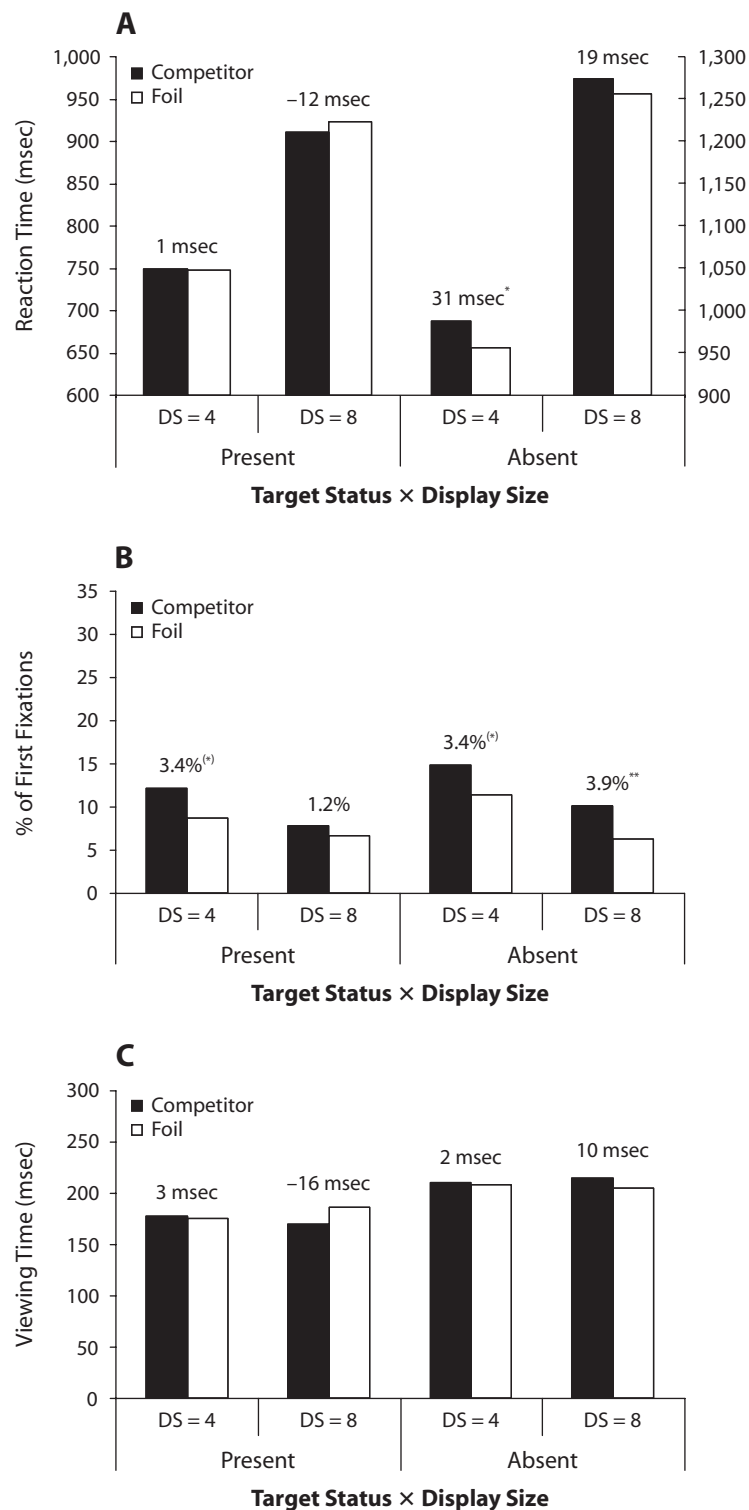 A
1,000
950
900
850
800
750
700
650
600
Reaction Time (msec)
Competitor
Foil
1 msec
–12 msec
31 msec*
19 msec
1,300
1,250
1,200
1,150
1,100
1,050
1,000
950
900
DS = 4 DS = 8 DS = 4 DS = 8
Present Absent
Target Status × Display Size
B
35
30
25
20
15
10
5
0
% of First Fixations
Competitor
Foil
3.4%(*)
1.2%
3.4%(*)
3.9%**
DS = 4 DS = 8 DS = 4 DS = 8
Present Absent
Target Status × Display Size
C
300
250
200
150
100
50
0
Viewing Time (msec)
Competitor
Foil
3 msec
–16 msec
2 msec
10 msec
DS = 4 DS = 8 DS = 4 DS = 8
Present Absent
Target Status × Display Size